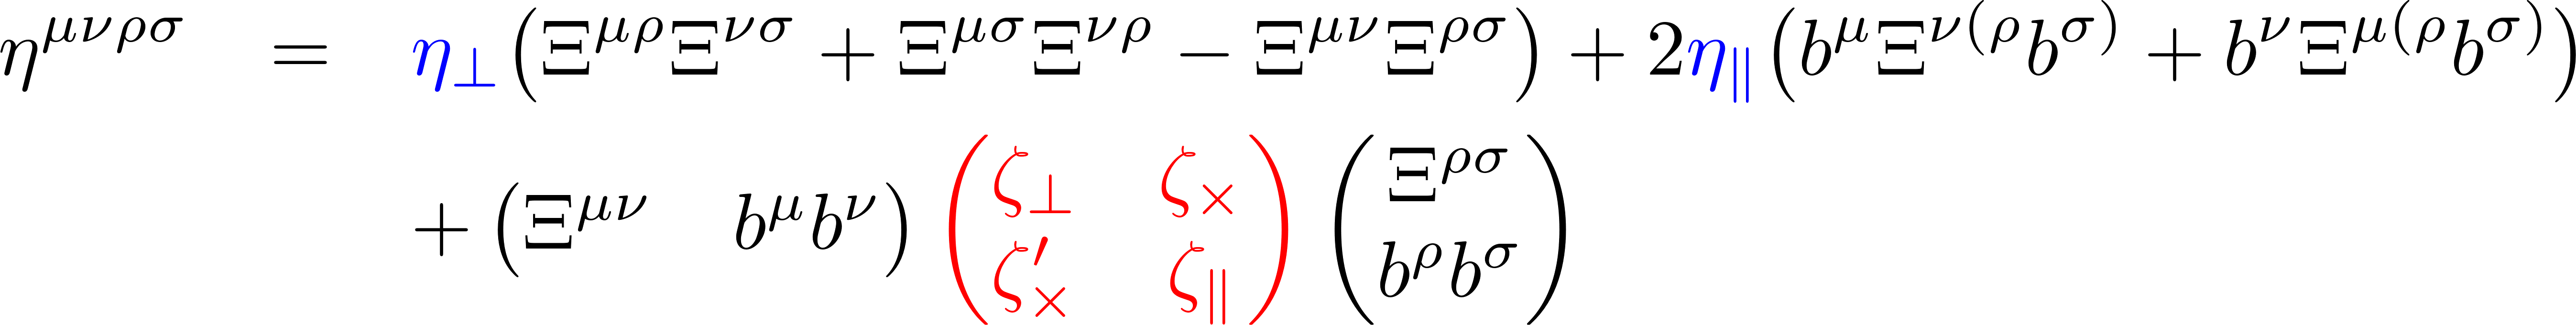 η^{μνρσ} = η_⊥ (Ξ^{μρ}Ξ^{νσ} + Ξ^{μσ}Ξ^{νρ} − Ξ^{μν}Ξ^{ρσ}) + 2η_∥ (b^μ Ξ^{ν(ρ} b^{σ)} + b^ν Ξ^{μ(ρ} b^{σ)})
+ (Ξ^{μν} b^μ b^ν) (ζ_⊥ ζ_× ; ζ'_× ζ_∥) (Ξ^{ρσ} ; b^ρ b^σ)